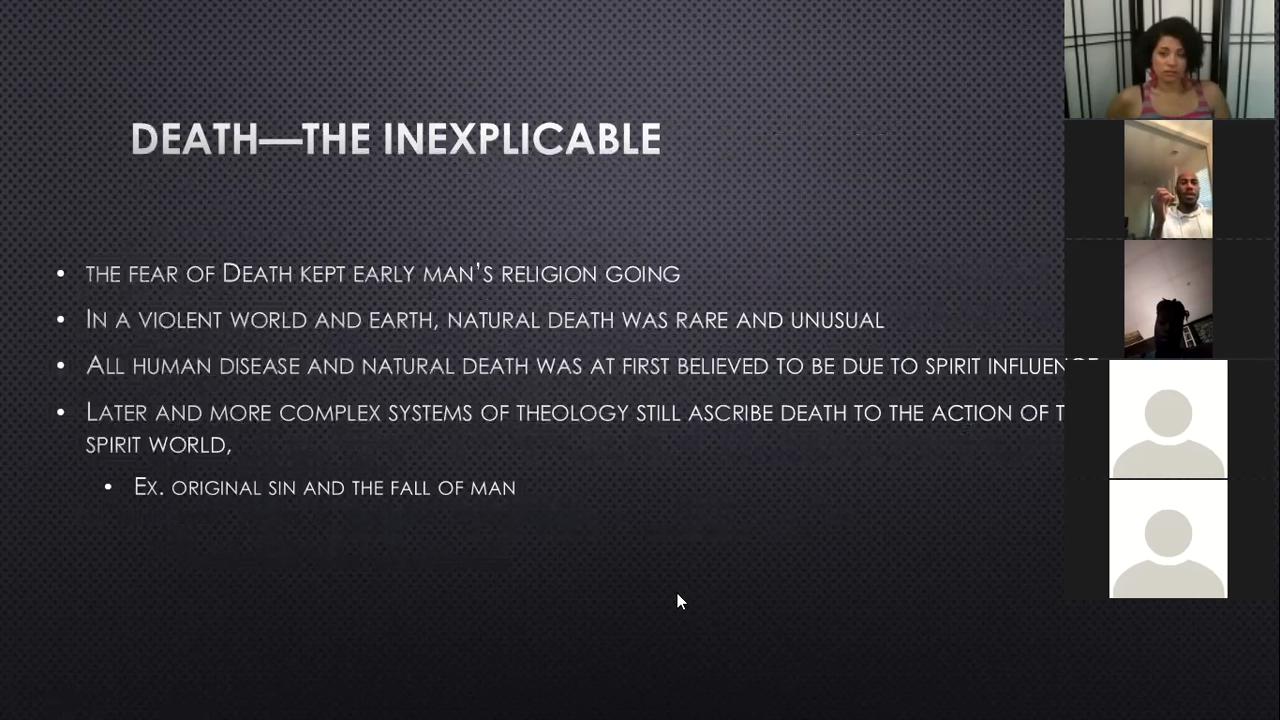 DEATH—THE INEXPLICABLE
• THE FEAR OF DEATH KEPT EARLY MAN'S RELIGION GOING
• IN A VIOLENT WORLD AND EARTH, NATURAL DEATH WAS RARE AND UNUSUAL
• ALL HUMAN DISEASE AND NATURAL DEATH WAS AT FIRST BELIEVED TO BE DUE TO SPIRIT INFLUENCE
• LATER AND MORE COMPLEX SYSTEMS OF THEOLOGY STILL ASCRIBE DEATH TO THE ACTION OF
SPIRIT WORLD,
• EX. ORIGINAL SIN AND THE FALL OF MAN